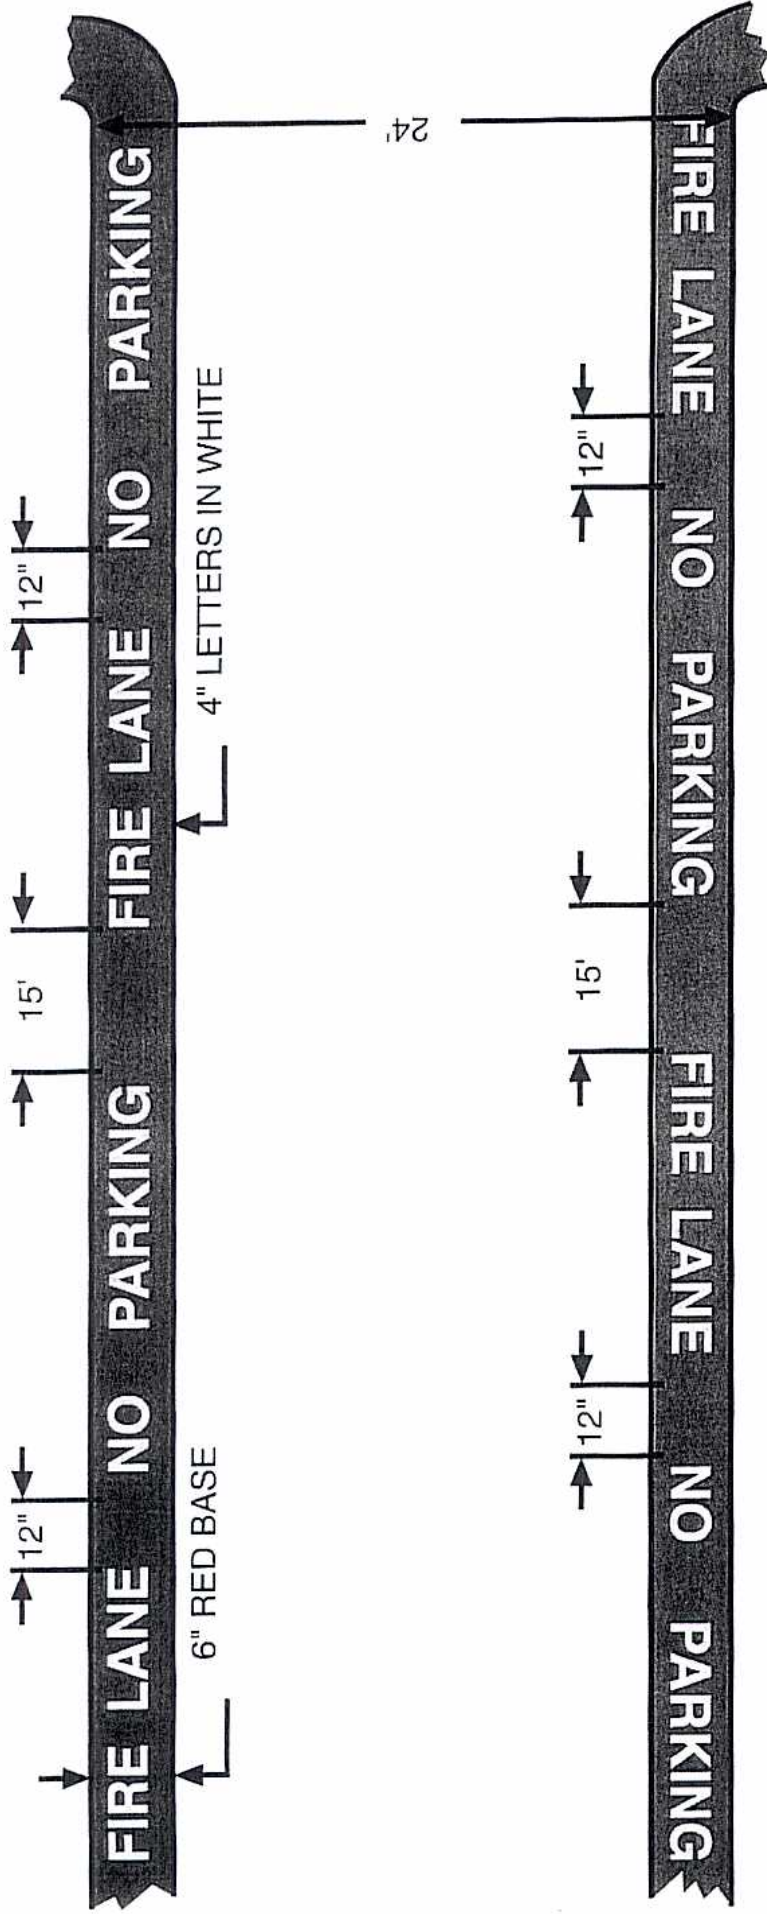 12" 15' 12"
FIRE LANE NO PARKING FIRE LANE NO PARKING
6" RED BASE 4" LETTERS IN WHITE
24'
12" 15' 12"
FIRE LANE NO PARKING FIRE LANE NO PARKING